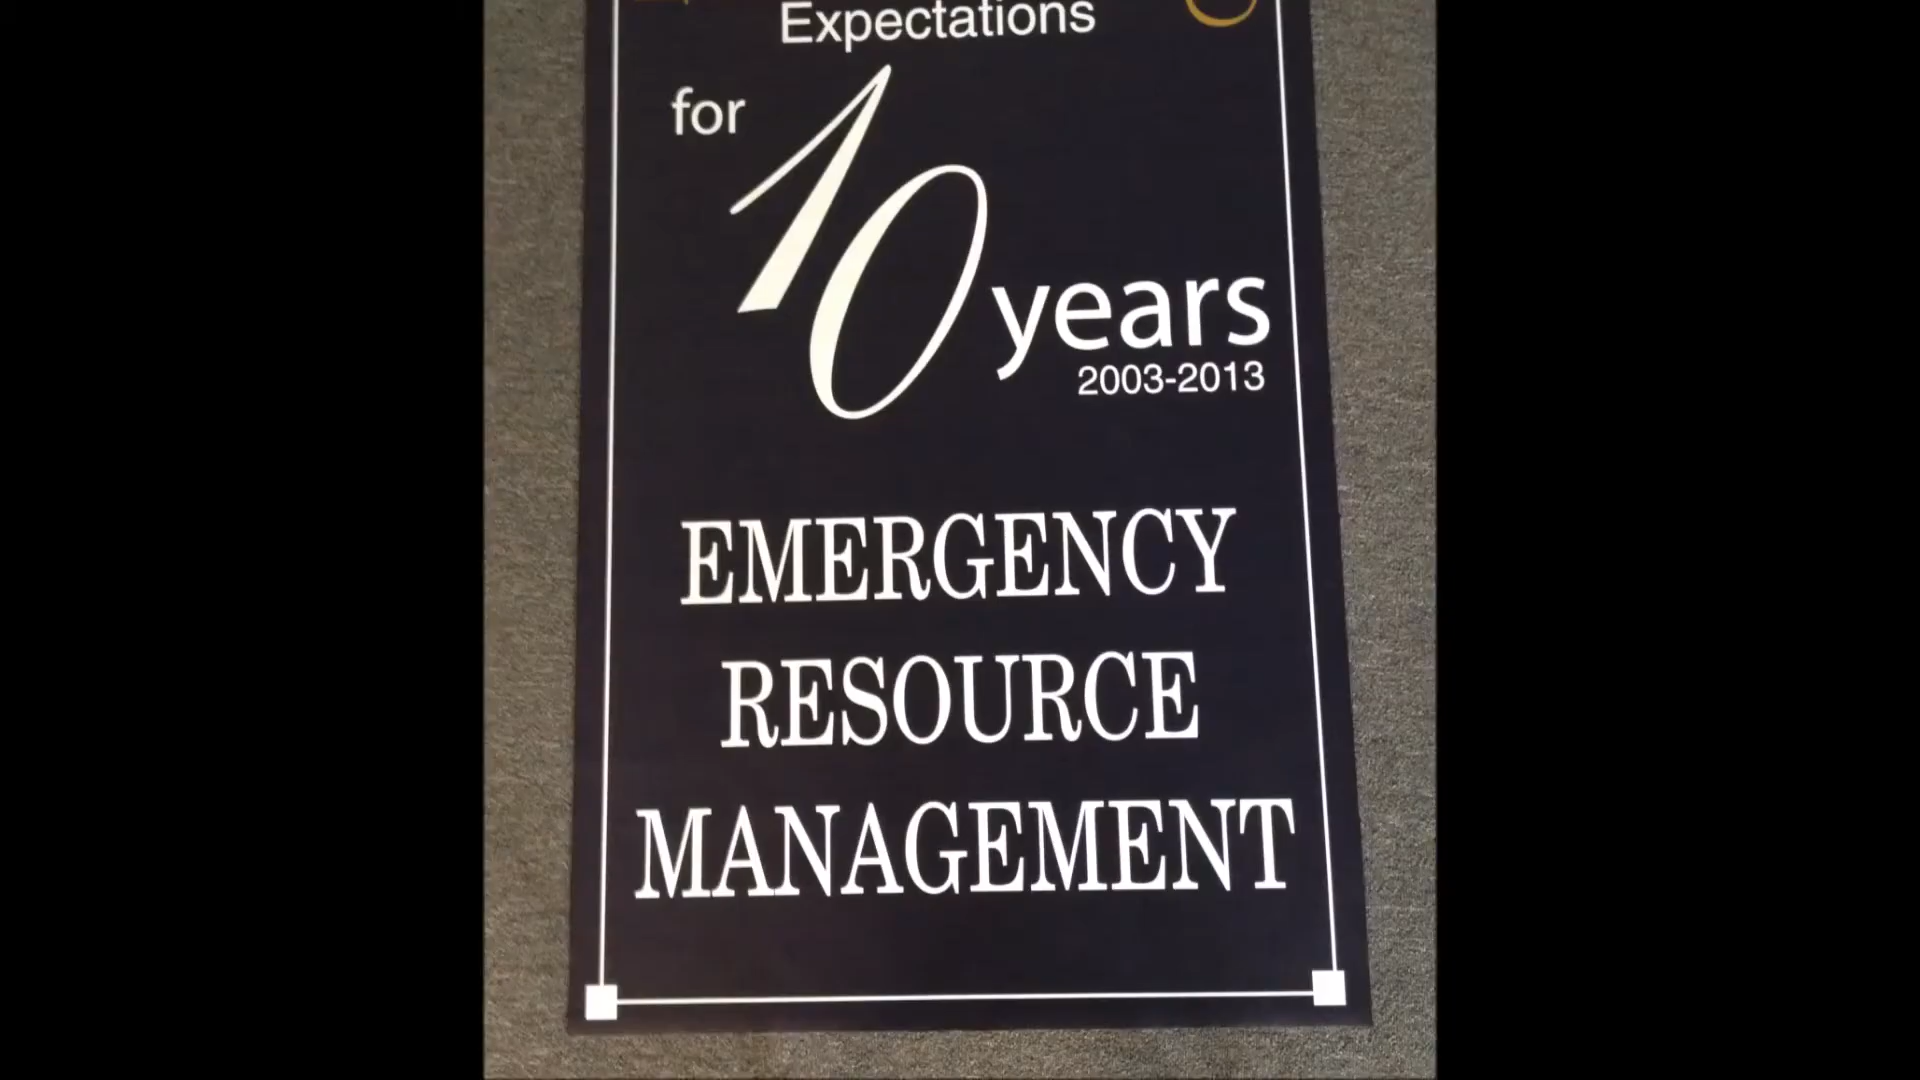 Expectations
for 10 years
2003-2013
EMERGENCY
RESOURCE
MANAGEMENT